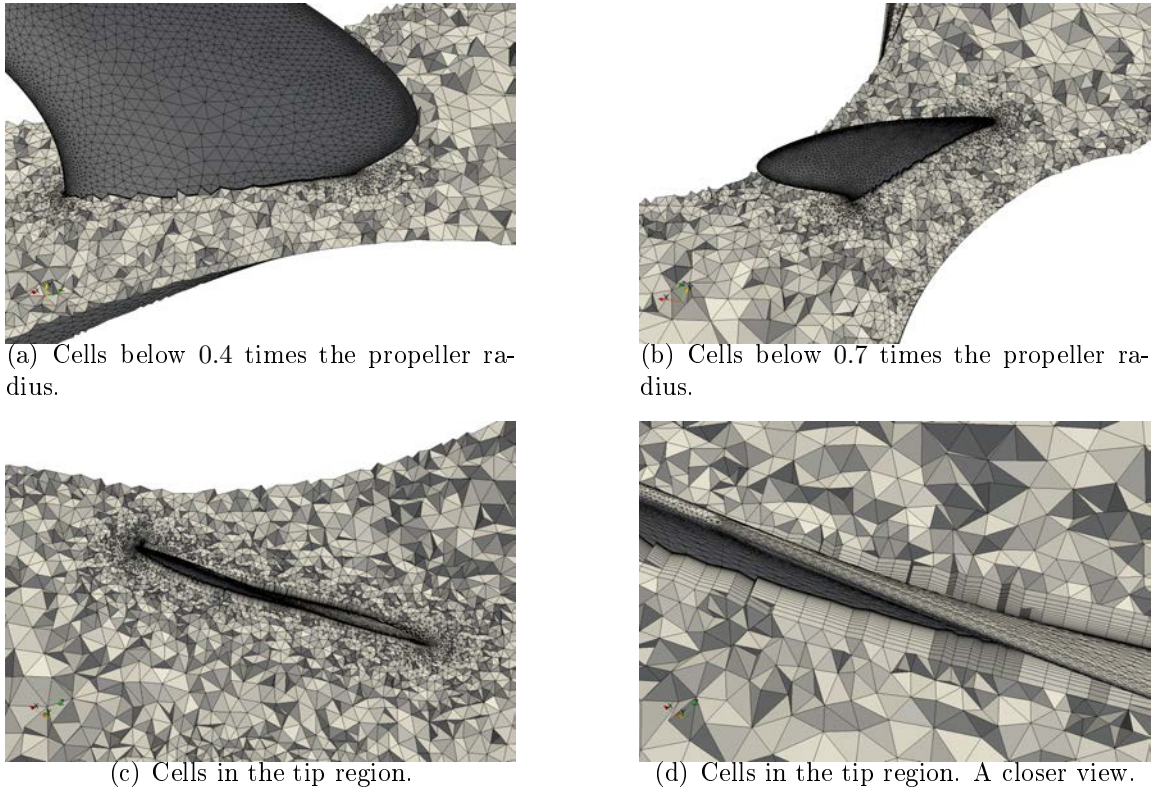 (a) Cells below 0.4 times the propeller ra-
dius.
(b) Cells below 0.7 times the propeller ra-
dius.
(c) Cells in the tip region.
(d) Cells in the tip region. A closer view.